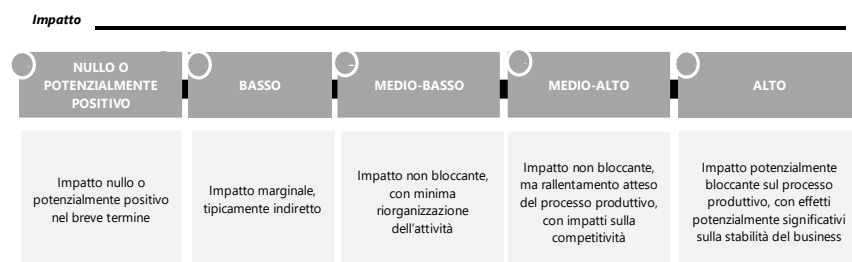 Impatto
NULLO O
POTENZIALMENTE
POSITIVO
BASSO
MEDIO-BASSO
MEDIO-ALTO
ALTO
Impatto nullo o
potenzialmente positivo
nel breve termine
Impatto marginale,
tipicamente indiretto
Impatto non bloccante,
con minima
riorganizzazione
dell'attività
Impatto non bloccante,
ma rallentamento atteso
del processo produttivo,
con impatti sulla
competitività
Impatto potenzialmente
bloccante sul processo
produttivo, con effetti
potenzialmente significativi
sulla stabilità del business